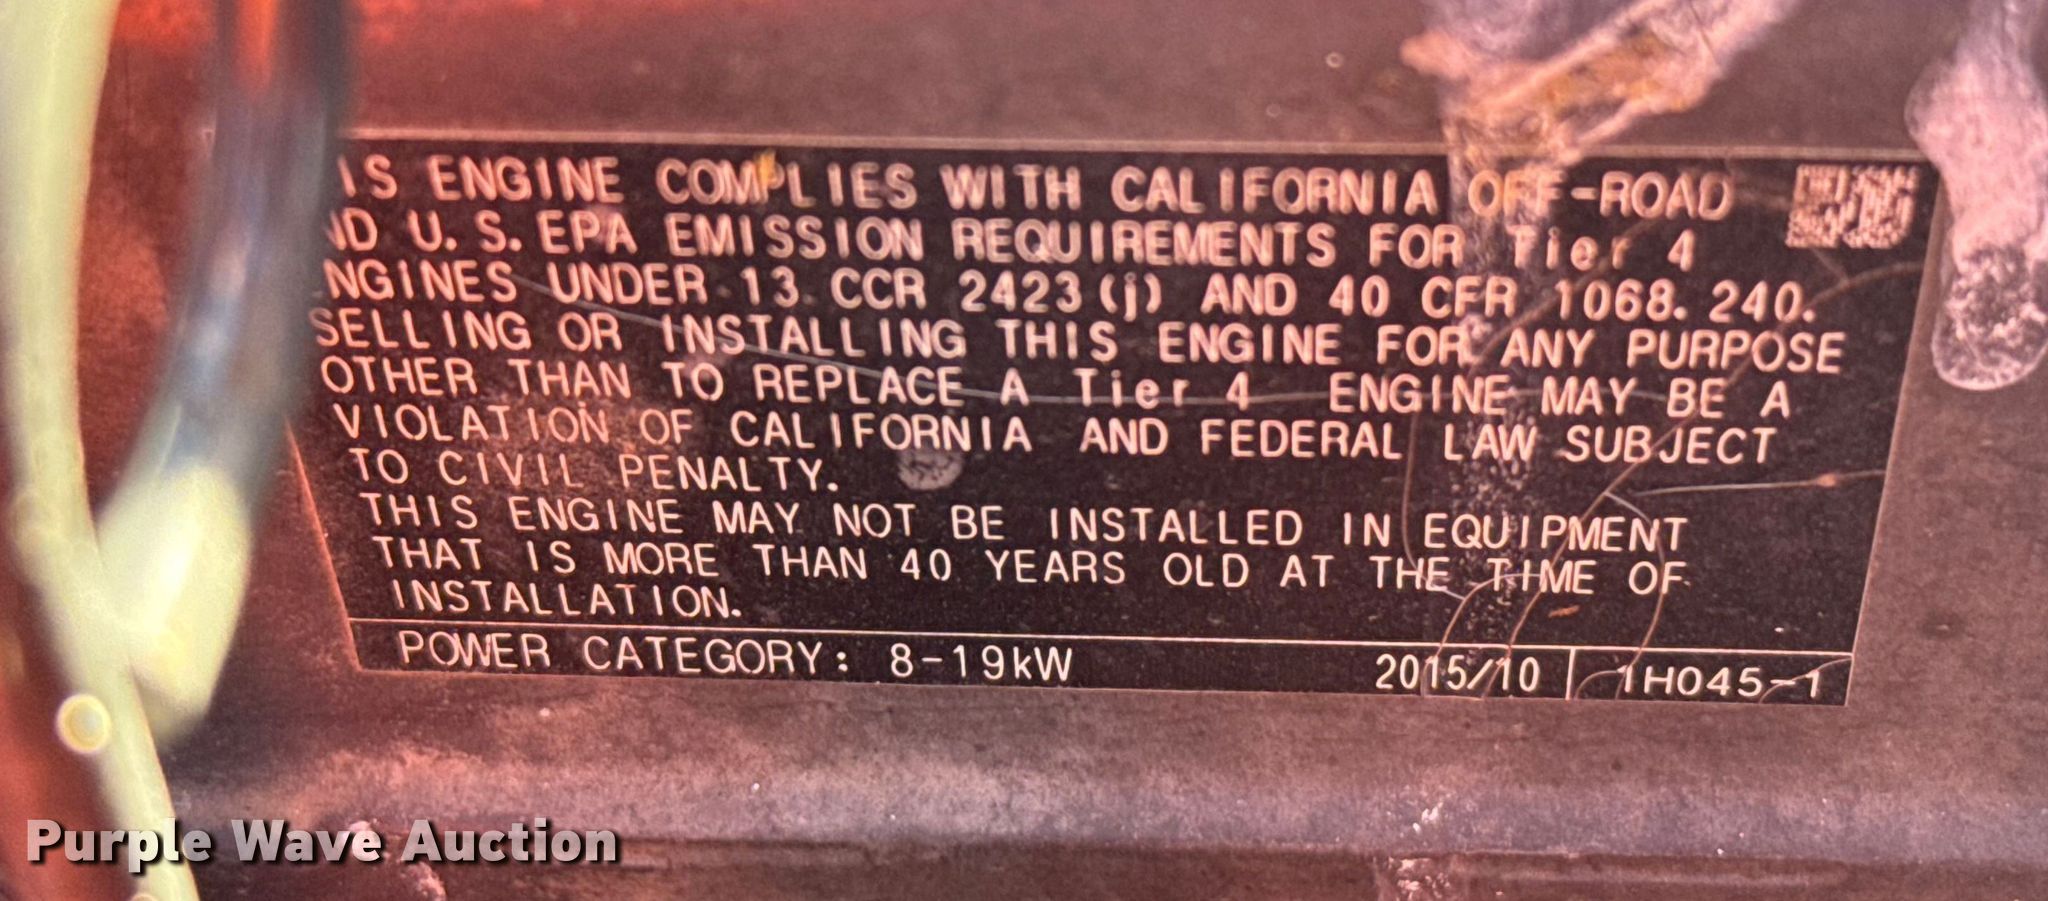 IS ENGINE COMPLIES WITH CALIFORNIA OFF-ROAD
ND U.S. EPA EMISSION REQUIREMENTS FOR Tier 4
NGINES UNDER 13 CCR 2423(j) AND 40 CFR 1068.240.
SELLING OR INSTALLING THIS ENGINE FOR ANY PURPOSE
OTHER THAN TO REPLACE A Tier 4 ENGINE MAY BE A
VIOLATION OF CALIFORNIA AND FEDERAL LAW SUBJECT
TO CIVIL PENALTY.
THIS ENGINE MAY NOT BE INSTALLED IN EQUIPMENT
THAT IS MORE THAN 40 YEARS OLD AT THE TIME OF
INSTALLATION.
POWER CATEGORY: 8-19kW 2015/10 1H045-1
Purple Wave Auction